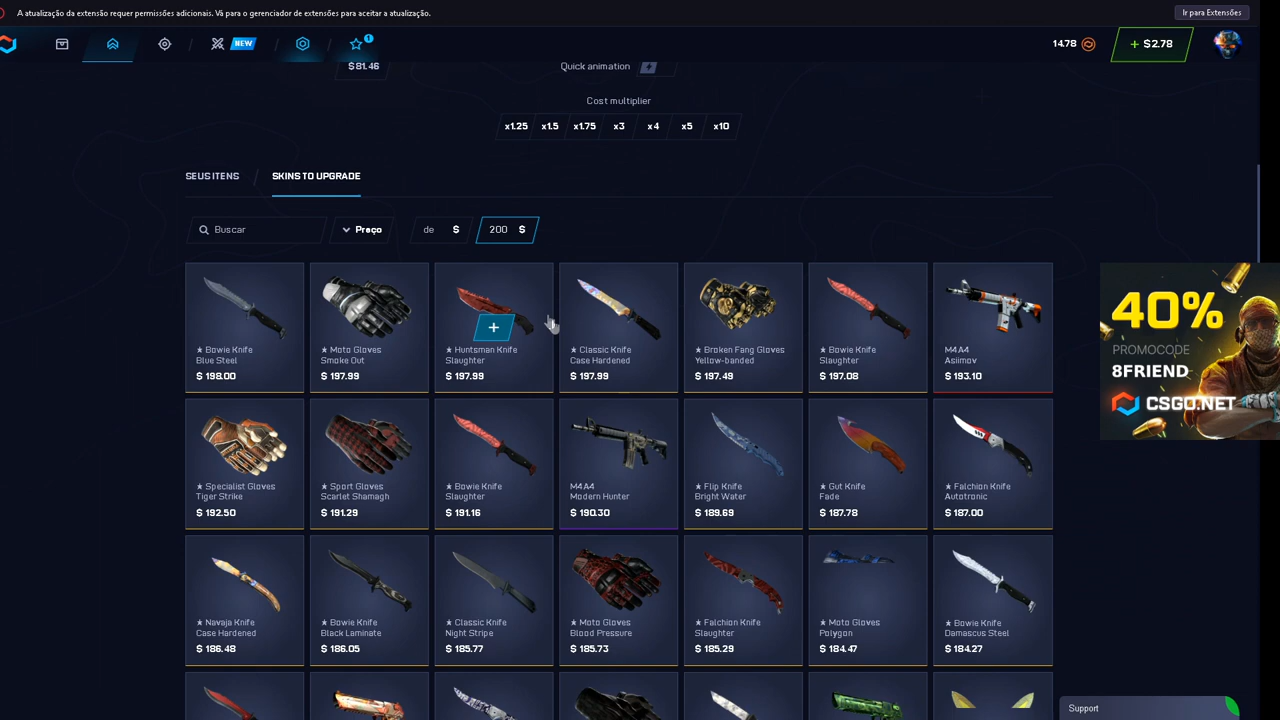 A atualização da extensão requer permissões adicionais. Vá para o gerenciador de extensões para aceitar a atualização.
Ir para Extensões
NEW
1
14.78
+ $2.78
$81.46
Quick animation
Cost multiplier
x1.25 x1.5 x1.75 x3 x4 x5 x10
SEUS ITENS
SKINS TO UPGRADE
Buscar
Preço
de $
200 $
★ Bowie Knife
Blue Steel
$ 198.00
★ Moto Gloves
Smoke Out
$ 197.99
+
★ Huntsman Knife
Slaughter
$ 197.99
★ Classic Knife
Case Hardened
$ 197.99
★ Broken Fang Gloves
Yellow-banded
$ 197.49
★ Bowie Knife
Slaughter
$ 197.08
M4A4
Asiimov
$ 193.10
40%
PROMOCODE
8FRIEND
CSGO.NET
★ Specialist Gloves
Tiger Strike
$ 192.50
★ Sport Gloves
Scarlet Shamagh
$ 191.29
★ Bowie Knife
Slaughter
$ 191.16
M4A4
Modern Hunter
$ 190.30
★ Flip Knife
Bright Water
$ 189.69
★ Gut Knife
Fade
$ 187.78
★ Falchion Knife
Autotronic
$ 187.00
★ Navaja Knife
Case Hardened
$ 186.48
★ Bowie Knife
Black Laminate
$ 186.05
★ Classic Knife
Night Stripe
$ 185.77
★ Moto Gloves
Blood Pressure
$ 185.73
★ Falchion Knife
Slaughter
$ 185.29
★ Moto Gloves
Polygon
$ 184.47
★ Bowie Knife
Damascus Steel
$ 184.27
Support